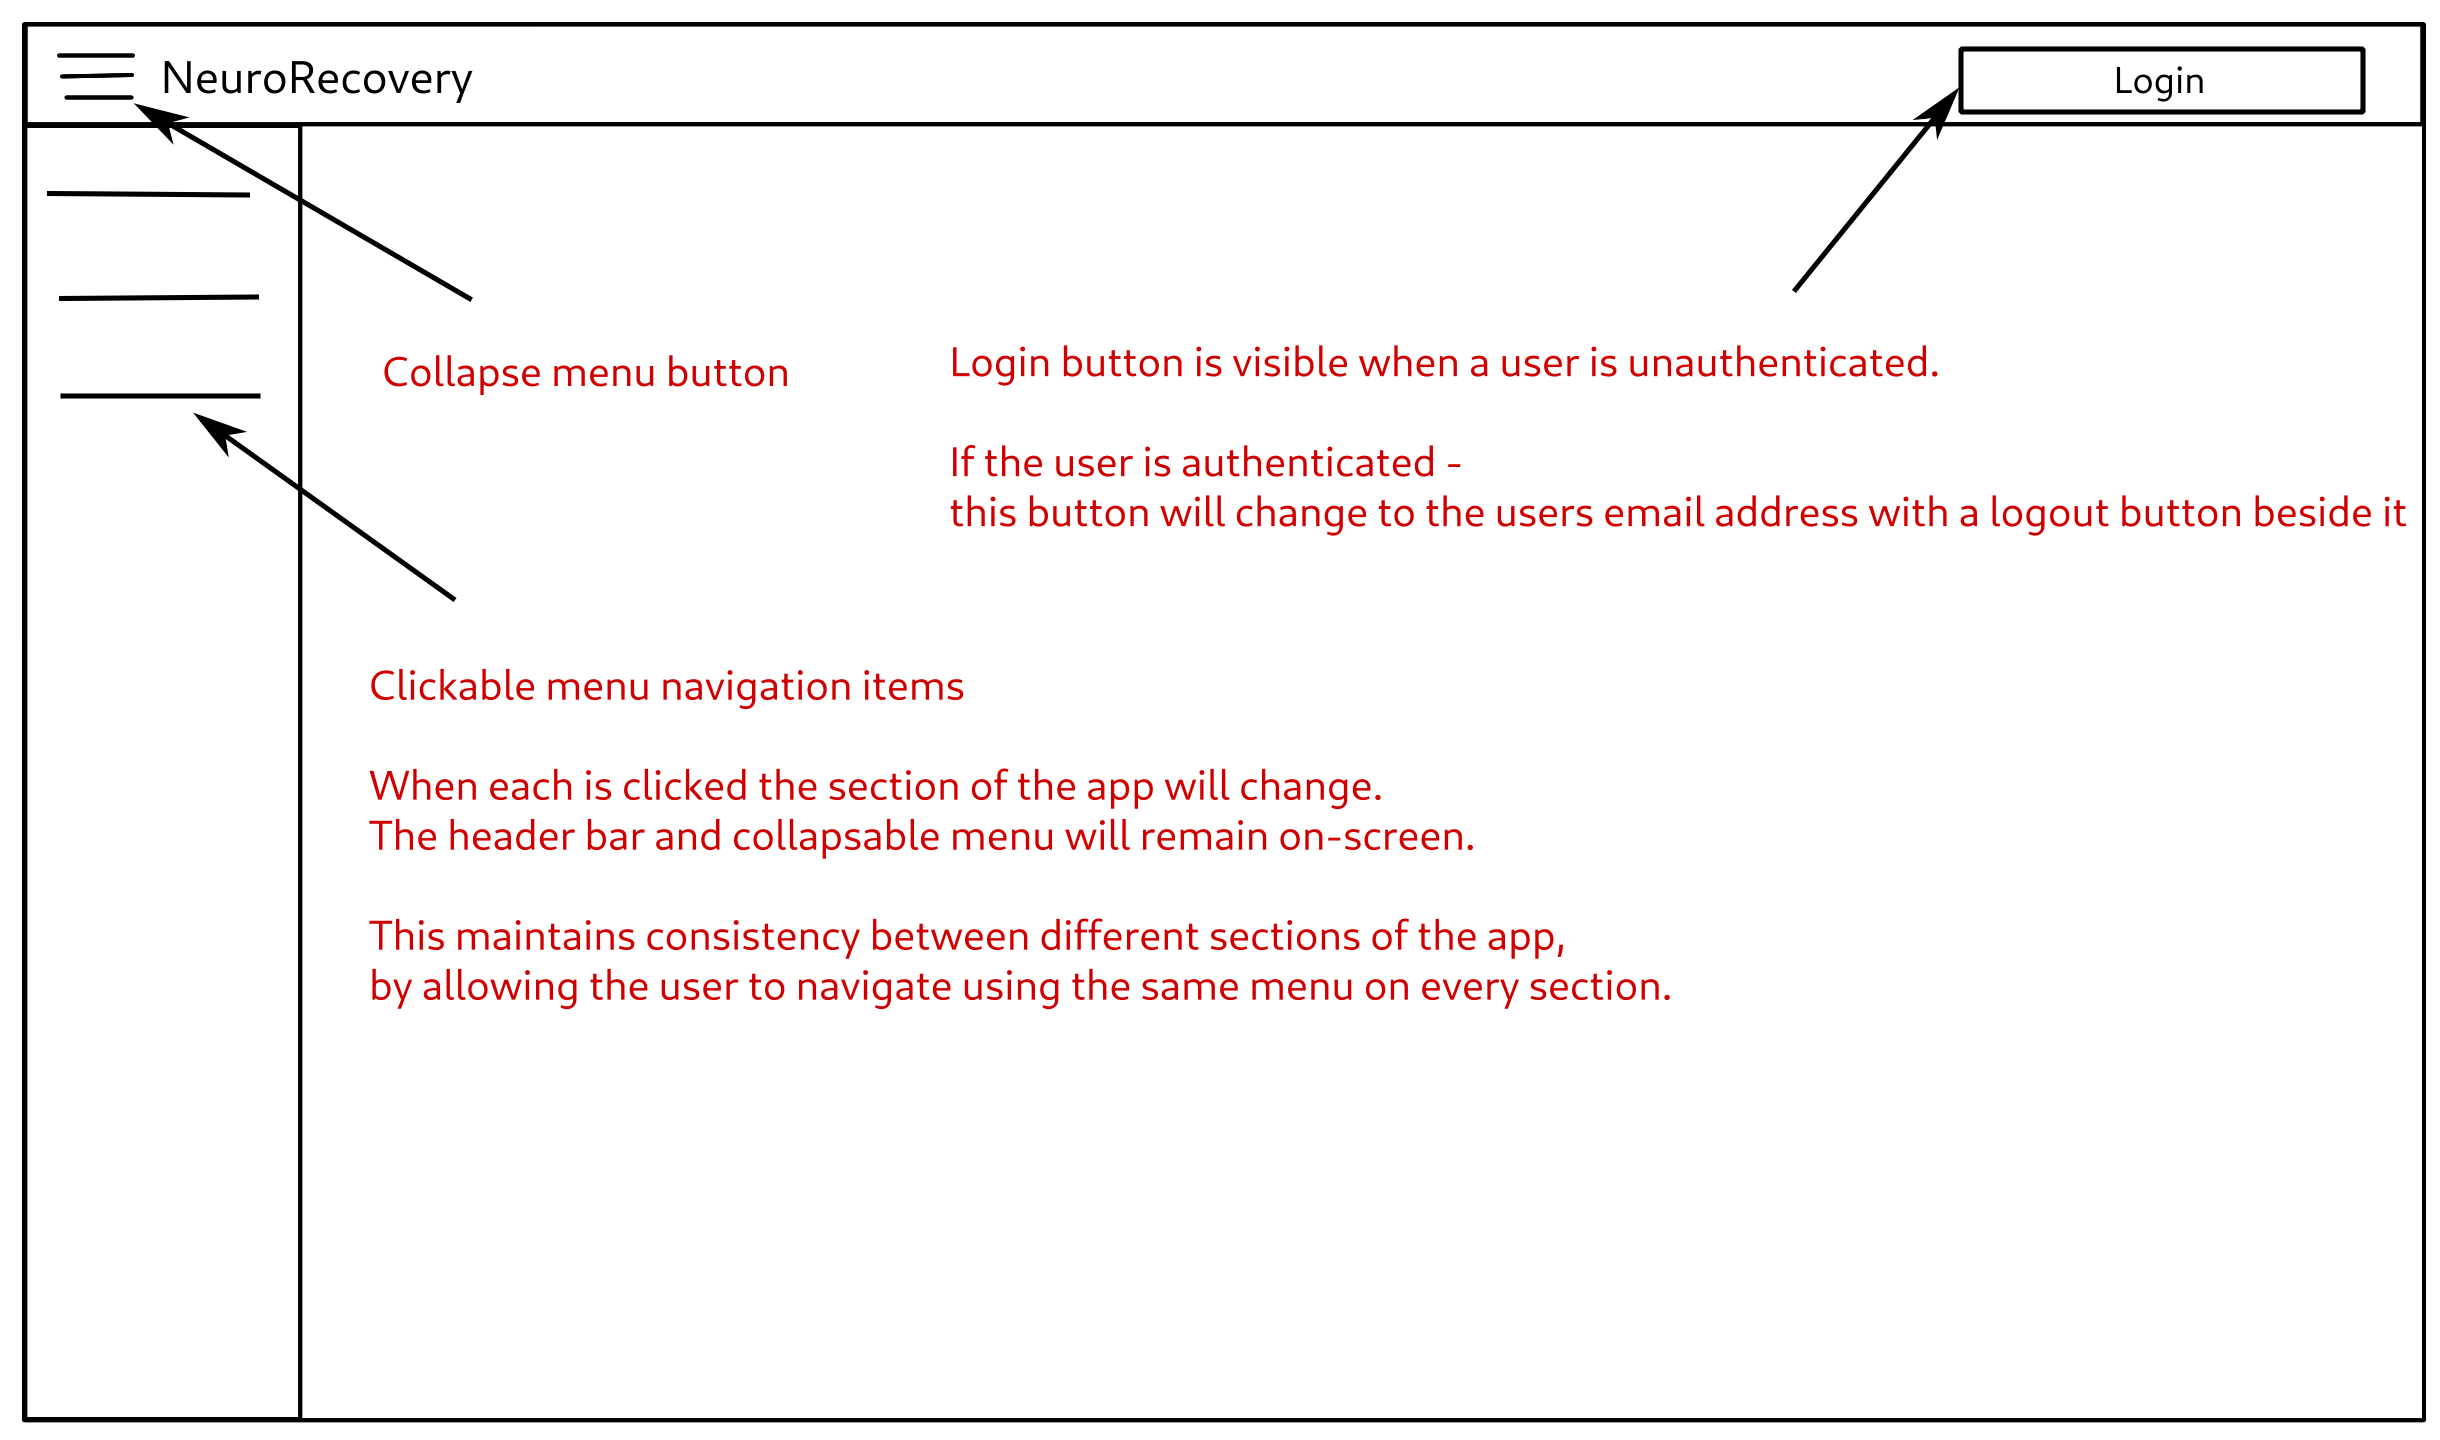 NeuroRecovery
Login
Collapse menu button
Login button is visible when a user is unauthenticated.
If the user is authenticated -
this button will change to the users email address with a logout button beside it
Clickable menu navigation items
When each is clicked the section of the app will change.
The header bar and collapsable menu will remain on-screen.
This maintains consistency between different sections of the app,
by allowing the user to navigate using the same menu on every section.